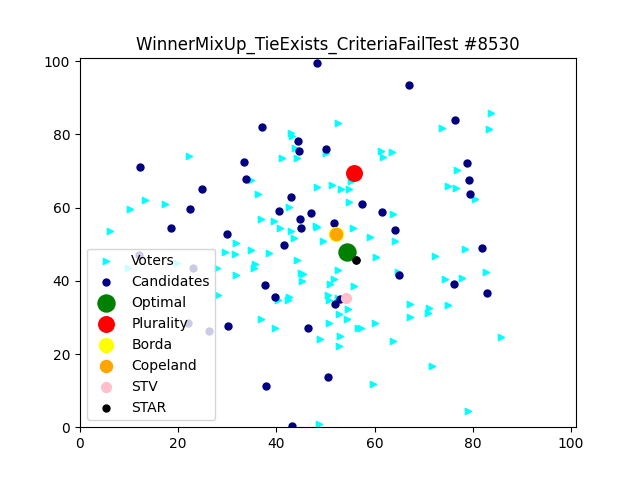 WinnerMixUp_TieExists_CriteriaFailTest #8530
100
80
60
40
20
0
Voters
Candidates
Optimal
Plurality
Borda
Copeland
STV
STAR
0 20 40 60 80 100